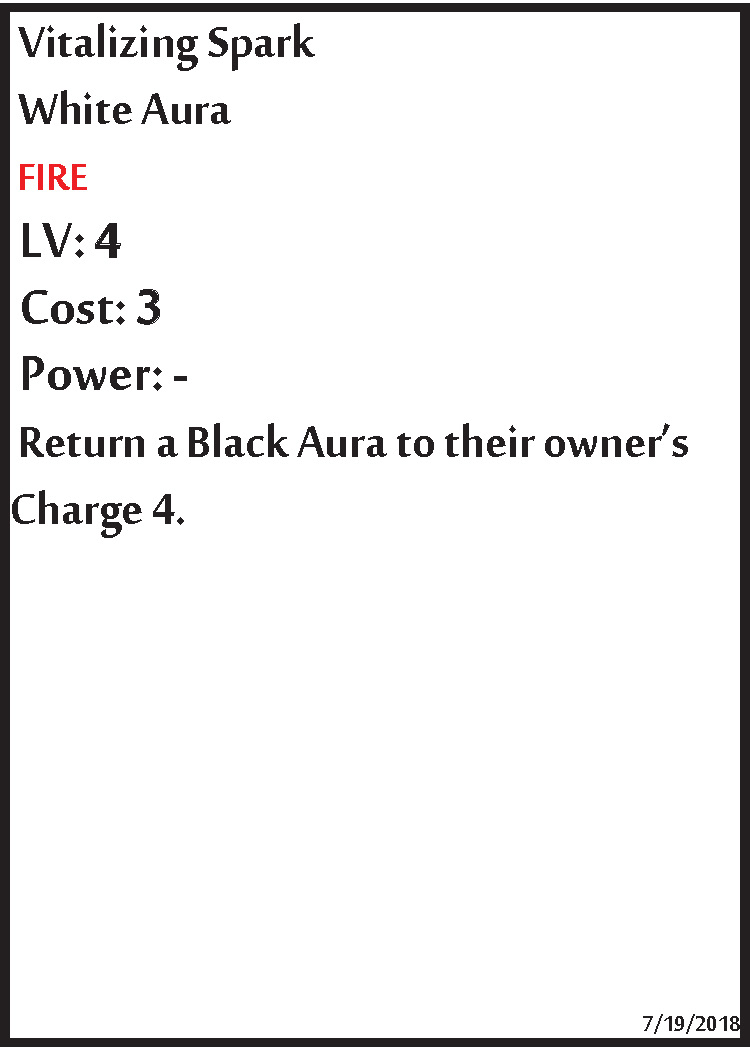 Vitalizing Spark
White Aura
FIRE
LV: 4
Cost: 3
Power: -
Return a Black Aura to their owner's
Charge 4.
7/19/2018